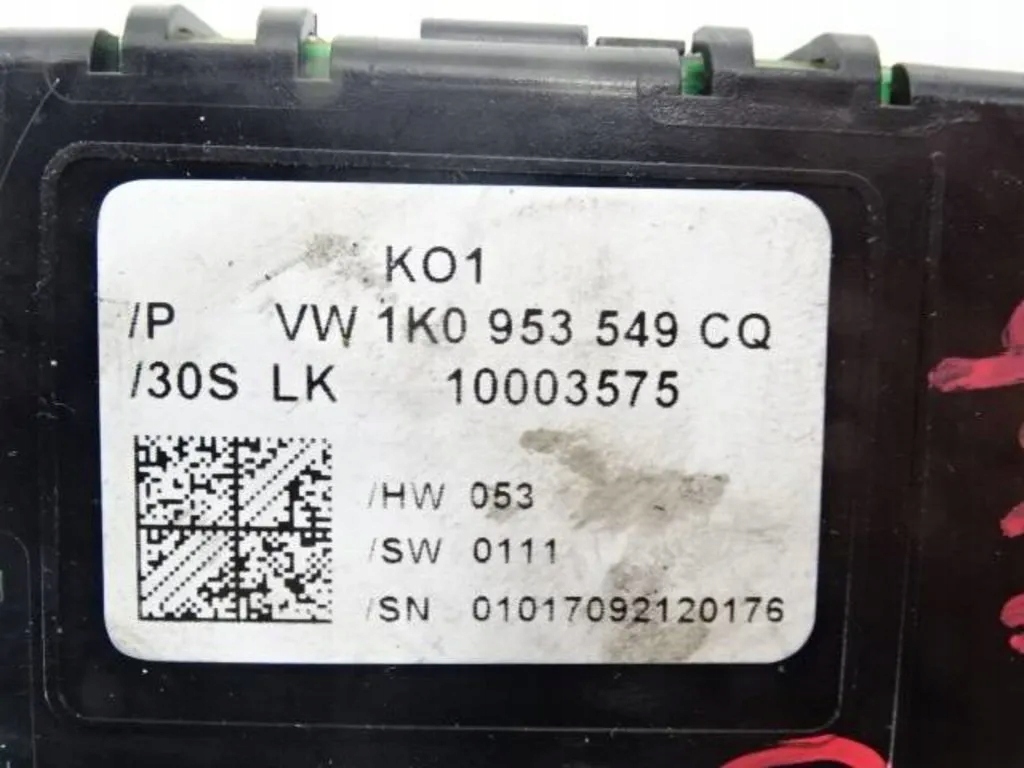 KO1
/P VW 1K0 953 549 CQ
/30S LK 10003575
/HW 053
/SW 0111
/SN 01017092120176